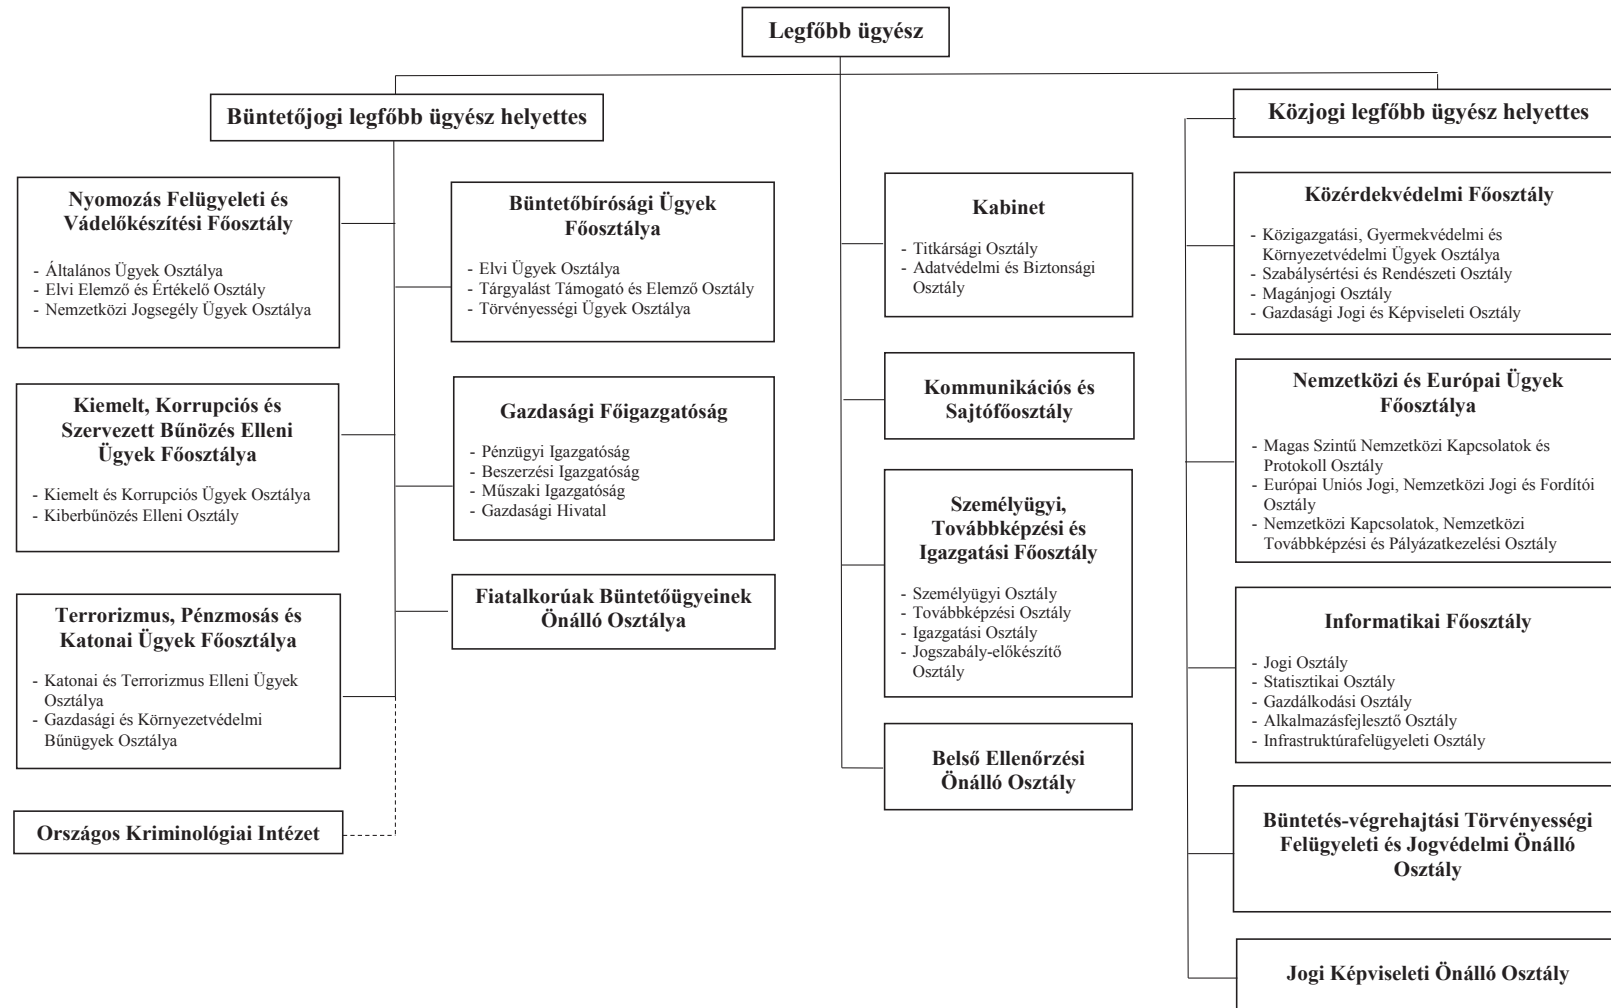 Legfőbb ügyész
Büntetőjogi legfőbb ügyész helyettes
Nyomozás Felügyeleti és
Vádelőkészítési Főosztály
- Általános Ügyek Osztálya
- Elvi Elemző és Értékelő Osztály
- Nemzetközi Jogsegély Ügyek Osztálya
Kiemelt, Korrupciós és
Szervezett Bűnözés Elleni
Ügyek Főosztálya
- Kiemelt és Korrupciós Ügyek Osztálya
- Kiberbűnözés Elleni Osztály
Terrorizmus, Pénzmosás és
Katonai Ügyek Főosztálya
- Katonai és Terrorizmus Elleni Ügyek
Osztálya
- Gazdasági és Környezetvédelmi
Bűnügyek Osztálya
Országos Kriminológiai Intézet
Büntetőbírósági Ügyek
Főosztálya
- Elvi Ügyek Osztálya
- Tárgyalást Támogató és Elemző Osztály
- Törvényességi Ügyek Osztálya
Gazdasági Főigazgatóság
- Pénzügyi Igazgatóság
- Beszerzési Igazgatóság
- Műszaki Igazgatóság
- Gazdasági Hivatal
Fiatalkorúak Büntetőügyeinek
Önálló Osztálya
Kabinet
- Titkársági Osztály
- Adatvédelmi és Biztonsági
Osztály
Kommunikációs és
Sajtófőosztály
Személyügyi,
Továbbképzési és
Igazgatási Főosztály
- Személyügyi Osztály
- Továbbképzési Osztály
- Igazgatási Osztály
- Jogszabály-előkészítő
Osztály
Belső Ellenőrzési
Önálló Osztály
Közjogi legfőbb ügyész helyettes
Közérdekvédelmi Főosztály
- Közigazgatási, Gyermekvédelmi és
Környezetvédelmi Ügyek Osztálya
- Szabálysértési és Rendészeti Osztály
- Magánjogi Osztály
- Gazdasági Jogi és Képviseleti Osztály
Nemzetközi és Európai Ügyek
Főosztálya
- Magas Szintű Nemzetközi Kapcsolatok és
Protokoll Osztály
- Európai Uniós Jogi, Nemzetközi Jogi és Fordítói
Osztály
- Nemzetközi Kapcsolatok, Nemzetközi
Továbbképzési és Pályázatkezelési Osztály
Informatikai Főosztály
- Jogi Osztály
- Statisztikai Osztály
- Gazdálkodási Osztály
- Alkalmazásfejlesztő Osztály
- Infrastruktúrafelügyeleti Osztály
Büntetés-végrehajtási Törvényességi
Felügyeleti és Jogvédelmi Önálló
Osztály
Jogi Képviseleti Önálló Osztály